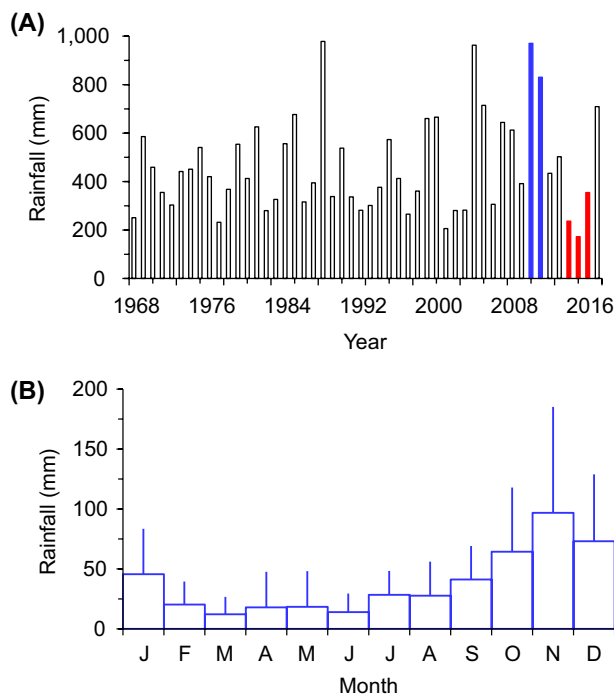 (A)
Rainfall (mm)
1,000
800
600
400
200
0
1968 1976 1984 1992 2000 2008 2016
Year
(B)
Rainfall (mm)
200
150
100
50
0
J F M A M J J A S O N D
Month